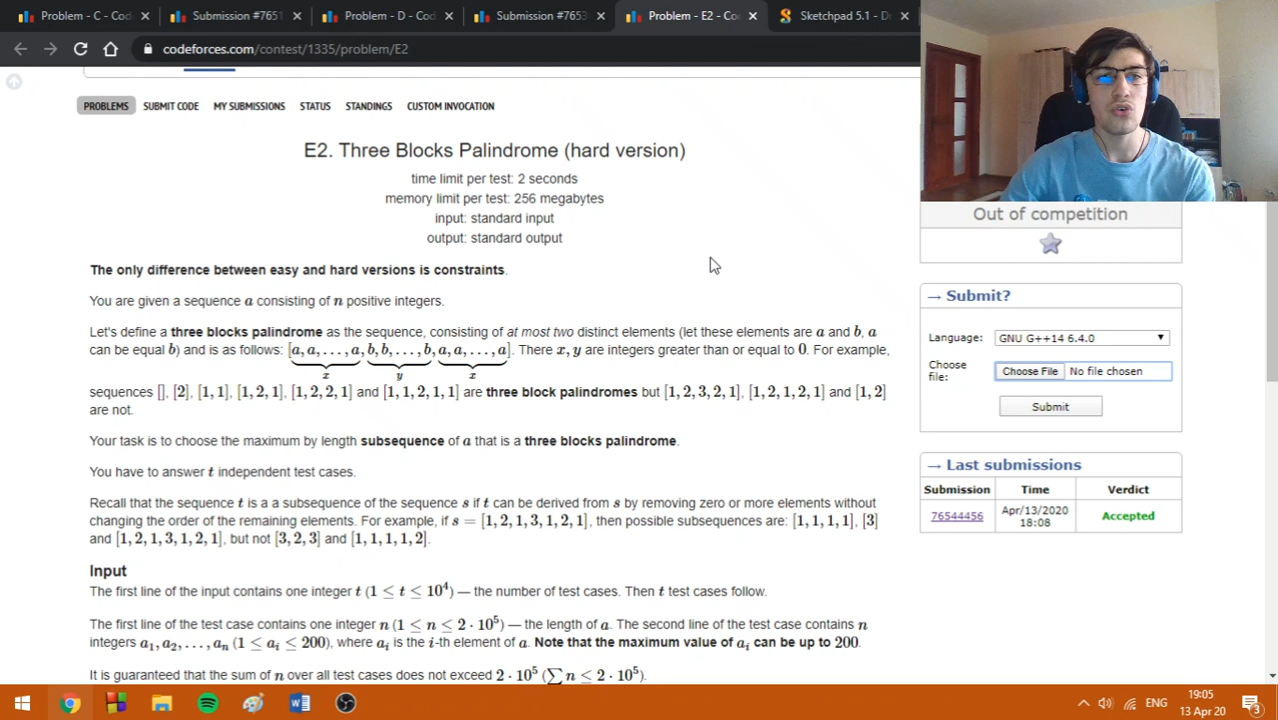 Problem - C - Cod
Submission #7651
Problem - D - Cod
Submission #7653
Problem - E2 - Co
Sketchpad 5.1 - D
codeforces.com/contest/1335/problem/E2
PROBLEMS SUBMIT CODE MY SUBMISSIONS STATUS STANDINGS CUSTOM INVOCATION
E2. Three Blocks Palindrome (hard version)
time limit per test: 2 seconds
memory limit per test: 256 megabytes
input: standard input
output: standard output
The only difference between easy and hard versions is constraints.
You are given a sequence a consisting of n positive integers.
Let's define a three blocks palindrome as the sequence, consisting of at most two distinct elements (let these elements are a and b, a
can be equal b) and is as follows: [a, a, …, a, b, b, …, b, a, a, …, a]. There x, y are integers greater than or equal to 0. For example,
x y x
sequences [], [2], [1, 1], [1, 2, 1], [1, 2, 2, 1] and [1, 1, 2, 1, 1] are three block palindromes but [1, 2, 3, 2, 1], [1, 2, 1, 2, 1] and [1, 2]
are not.
Your task is to choose the maximum by length subsequence of a that is a three blocks palindrome.
You have to answer t independent test cases.
Recall that the sequence t is a a subsequence of the sequence s if t can be derived from s by removing zero or more elements without
changing the order of the remaining elements. For example, if s = [1, 2, 1, 3, 1, 2, 1], then possible subsequences are: [1, 1, 1, 1], [3]
and [1, 2, 1, 3, 1, 2, 1], but not [3, 2, 3] and [1, 1, 1, 1, 2].
Input
The first line of the input contains one integer t (1 ≤ t ≤ 10⁴) — the number of test cases. Then t test cases follow.
The first line of the test case contains one integer n (1 ≤ n ≤ 2 · 10⁵) — the length of a. The second line of the test case contains n
integers a₁, a₂, …, aₙ (1 ≤ aᵢ ≤ 200), where aᵢ is the i-th element of a. Note that the maximum value of aᵢ can be up to 200.
It is guaranteed that the sum of n over all test cases does not exceed 2 · 10⁵ (∑ n ≤ 2 · 10⁵).
Out of competition
→ Submit?
Language: GNU G++14 6.4.0
Choose
file: Choose File No file chosen
Submit
→ Last submissions
Submission Time Verdict
76544456 Apr/13/2020
18:08 Accepted
ENG
19:05
13 Apr 20
3